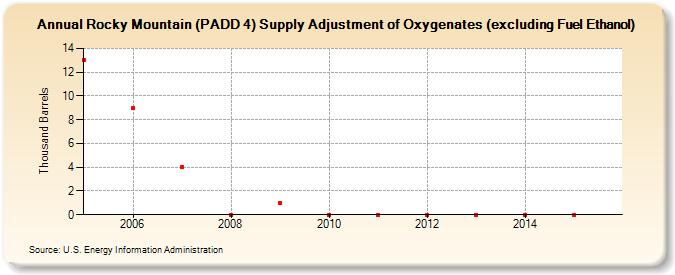 Annual Rocky Mountain (PADD 4) Supply Adjustment of Oxygenates (excluding Fuel Ethanol)
Thousand Barrels
14
12
10
8
6
4
2
0
2006 2008 2010 2012 2014
Source: U.S. Energy Information Administration